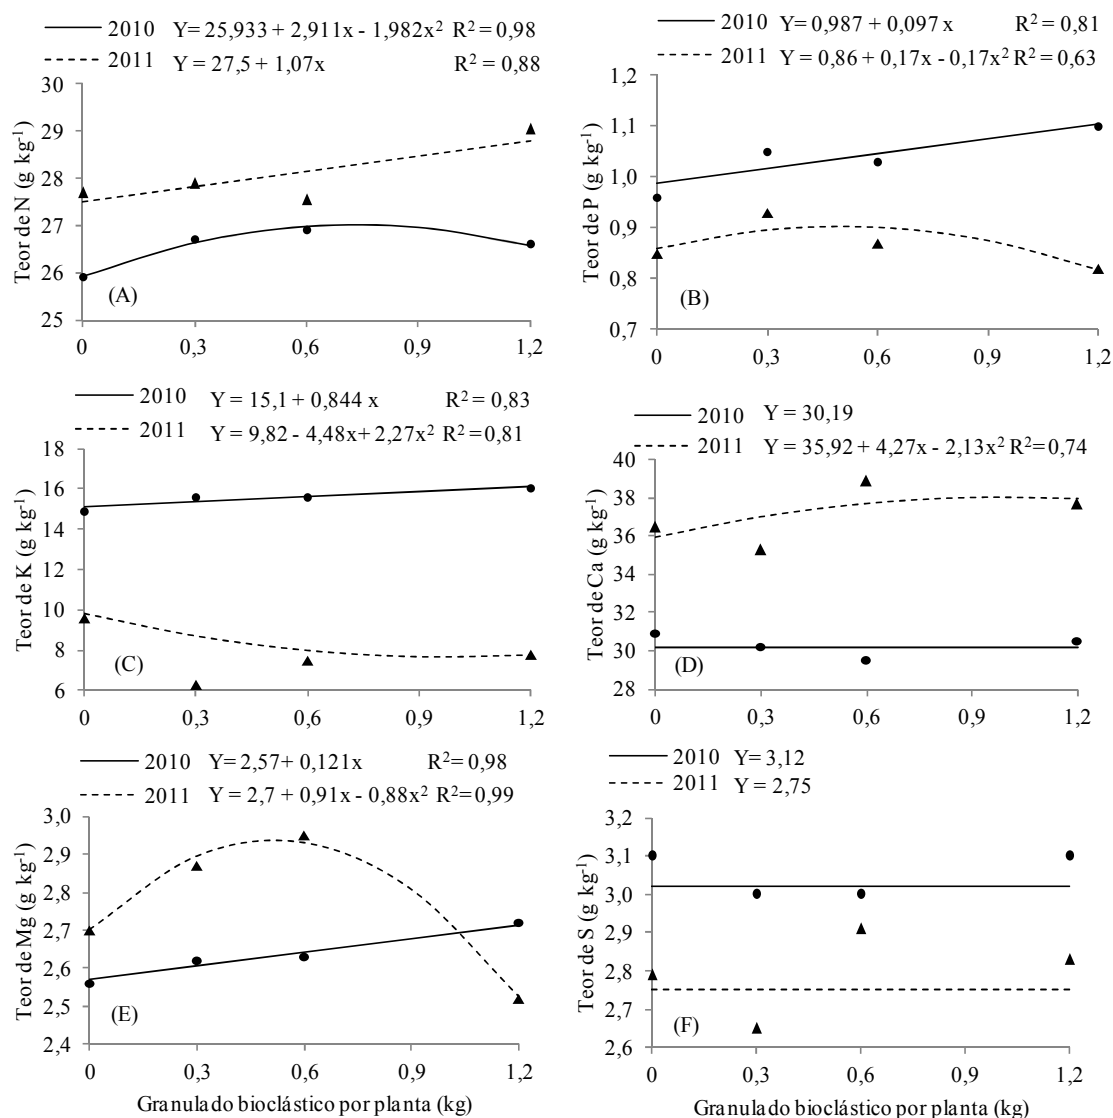 2010 Y= 25,933 + 2,911x - 1,982x² R² = 0,98
2011 Y = 27,5 + 1,07x R² = 0,88
Teor de N (g kg⁻¹)
30
29
28
27
26
25
(A)
0 0,3 0,6 0,9 1,2
2010 Y = 0,987 + 0,097 x R² = 0,81
2011 Y = 0,86 + 0,17x - 0,17x² R² = 0,63
Teor de P (g kg⁻¹)
1,2
1,1
1,0
0,9
0,8
0,7
(B)
0 0,3 0,6 0,9 1,2
2010 Y = 15,1 + 0,844 x R² = 0,83
2011 Y = 9,82 - 4,48x+ 2,27x² R² = 0,81
Teor de K (g kg⁻¹)
18
16
14
12
10
8
6
(C)
0 0,3 0,6 0,9 1,2
2010 Y = 30,19
2011 Y = 35,92 + 4,27x - 2,13x² R²= 0,74
Teor de Ca (g kg⁻¹)
40
38
36
34
32
30
28
(D)
0 0,3 0,6 0,9 1,2
2010 Y= 2,57+ 0,121x R²= 0,98
2011 Y = 2,7 + 0,91x - 0,88x² R²= 0,99
Teor de Mg (g kg⁻¹)
3,0
2,9
2,8
2,7
2,6
2,5
2,4
(E)
0 0,3 0,6 0,9 1,2
Granulado bioclástico por planta (kg)
2010 Y= 3,12
2011 Y = 2,75
Teor de S (g kg⁻¹)
3,2
3,1
3,0
2,9
2,8
2,7
2,6
(F)
0 0,3 0,6 0,9 1,2
Granulado bioclástico por planta (kg)